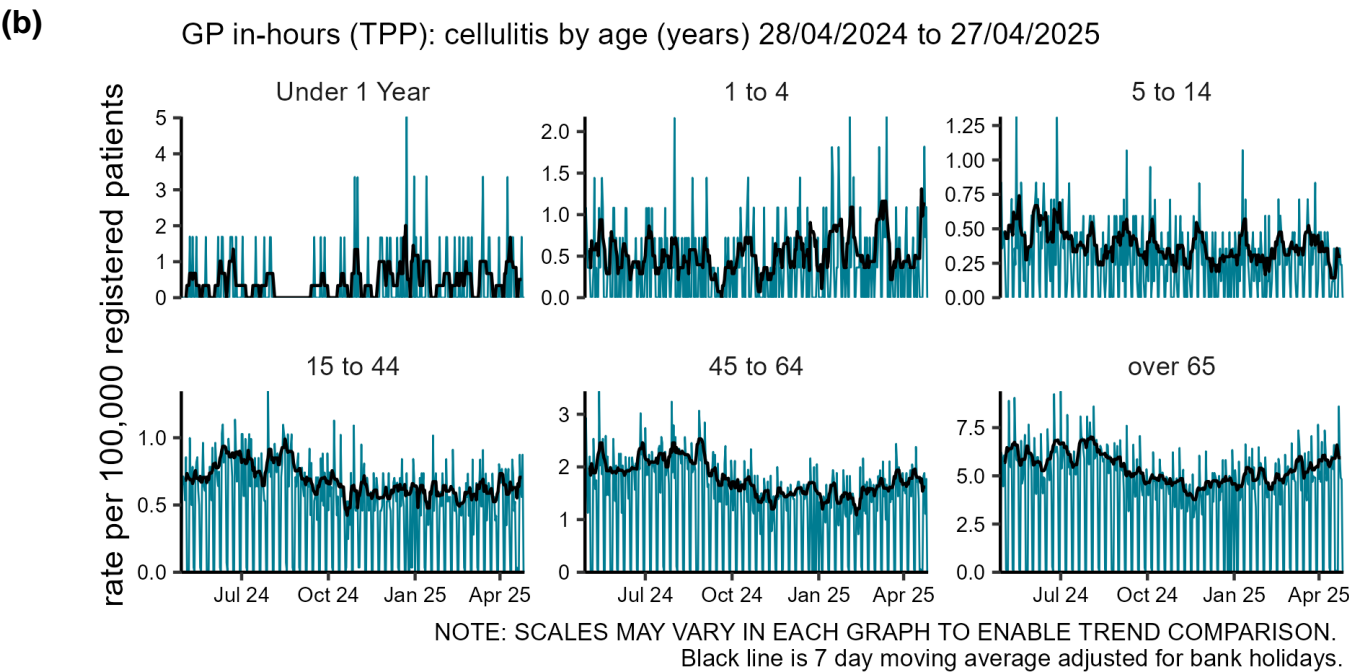 (b)
GP in-hours (TPP): cellulitis by age (years) 28/04/2024 to 27/04/2025
rate per 100,000 registered patients
Under 1 Year
5
4
3
2
1
0
1 to 4
2.0
1.5
1.0
0.5
0.0
5 to 14
1.25
1.00
0.75
0.50
0.25
0.00
15 to 44
1.0
0.5
0.0
Jul 24 Oct 24 Jan 25 Apr 25
45 to 64
3
2
1
0
Jul 24 Oct 24 Jan 25 Apr 25
over 65
7.5
5.0
2.5
0.0
Jul 24 Oct 24 Jan 25 Apr 25
NOTE: SCALES MAY VARY IN EACH GRAPH TO ENABLE TREND COMPARISON.
Black line is 7 day moving average adjusted for bank holidays.